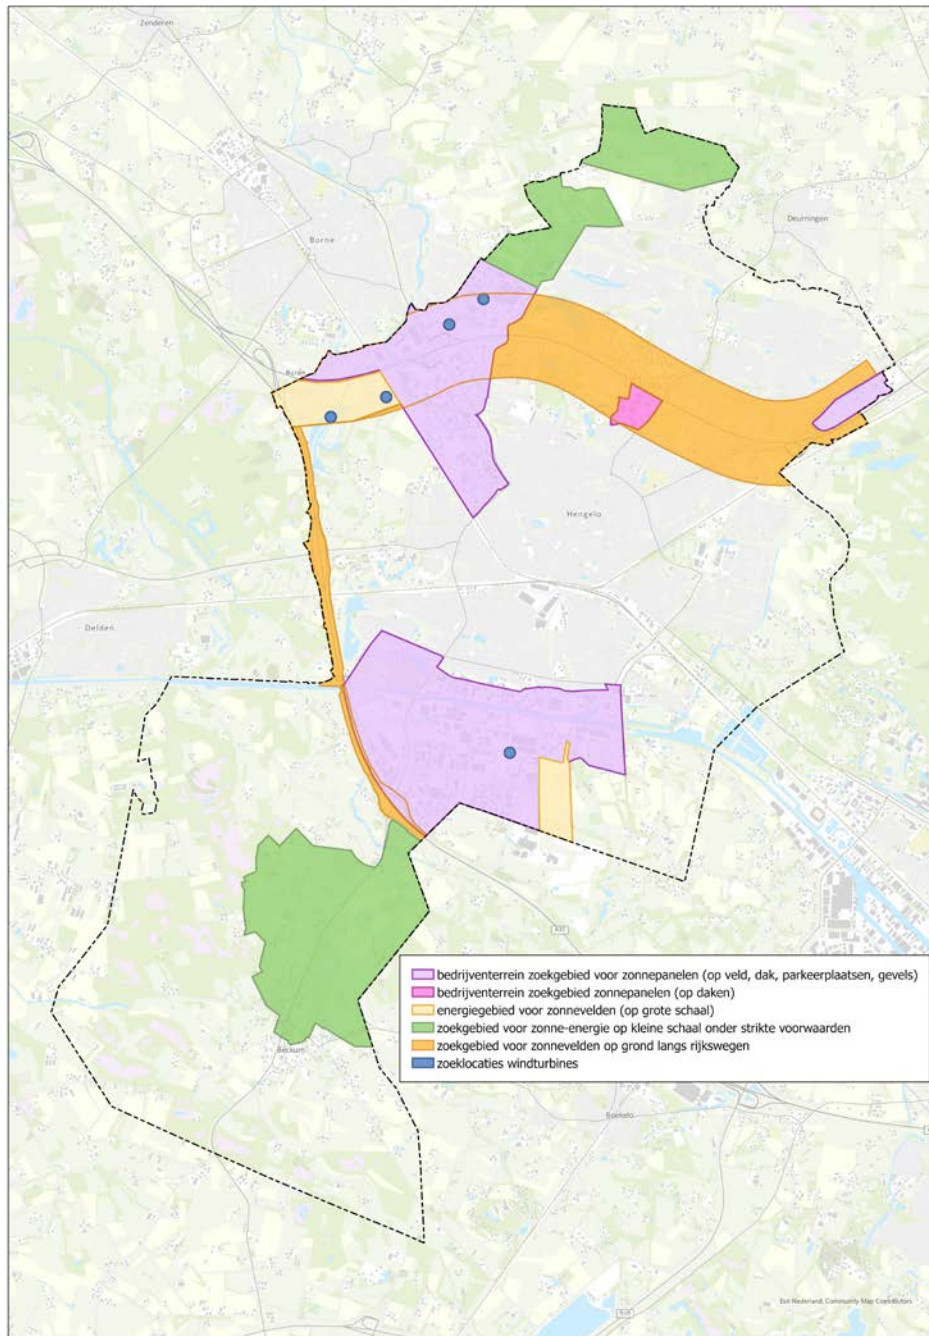 Zenderen
Deurningen
Borne
Buren
Hengelo
Delden
A35
bedrijventerrein zoekgebied voor zonnepanelen (op veld, dak, parkeerplaatsen, gevels)
bedrijventerrein zoekgebied zonnepanelen (op daken)
energiegebied voor zonnevelden (op grote schaal)
zoekgebied voor zonne-energie op kleine schaal onder strikte voorwaarden
zoekgebied voor zonnevelden op grond langs rijkswegen
zoeklocaties windturbines
Beckum
Boekelo
Esri Nederland, Community Map Contributors